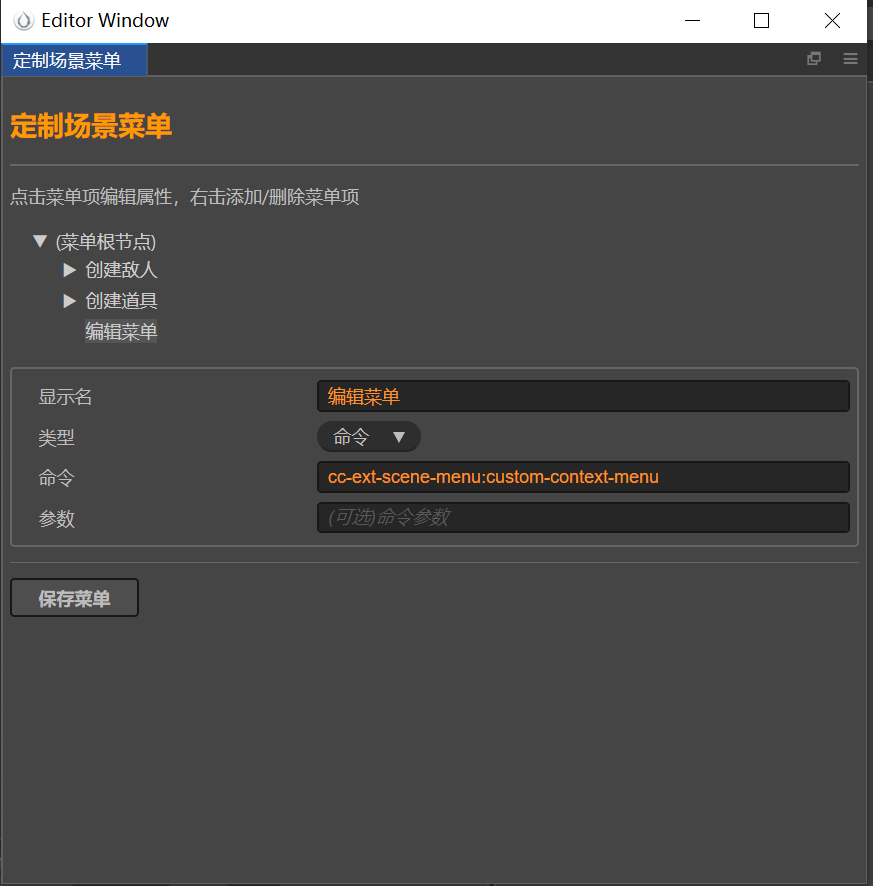 Editor Window
定制场景菜单
定制场景菜单
点击菜单项编辑属性，右击添加/删除菜单项
▼ (菜单根节点)
▶ 创建敌人
▶ 创建道具
编辑菜单
显示名 编辑菜单
类型 命令 ▼
命令 cc-ext-scene-menu:custom-context-menu
参数 (可选)命令参数
保存菜单